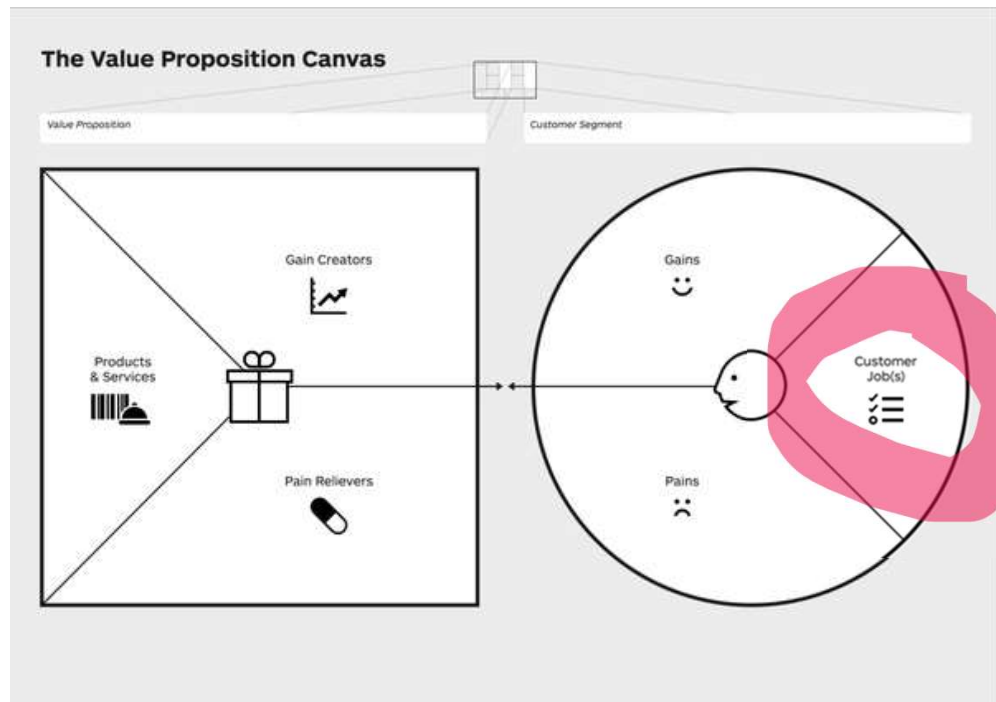 The Value Proposition Canvas
Value Proposition
Customer Segment
Gain Creators
Gains
Products
& Services
Customer
Job(s)
Pain Relievers
Pains